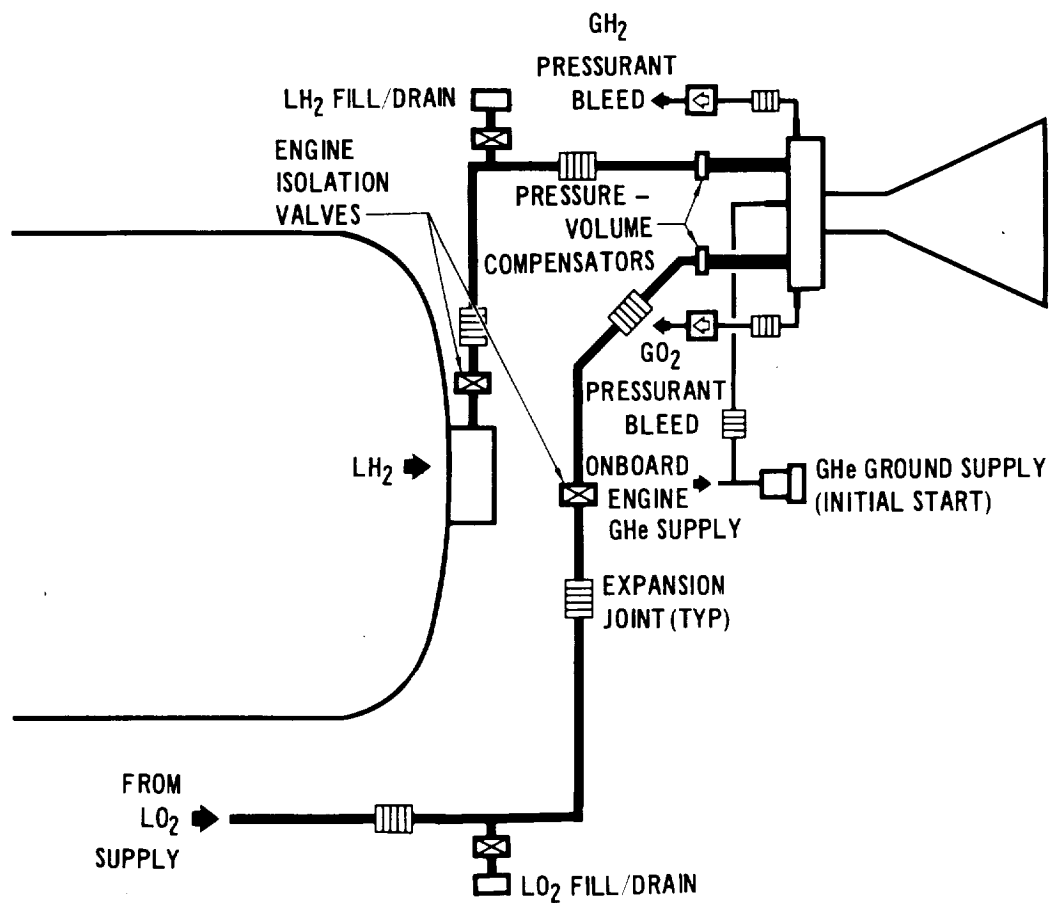 GH₂
PRESSURANT
BLEED
LH₂ FILL/DRAIN
ENGINE
ISOLATION
VALVES
PRESSURE –
VOLUME
COMPENSATORS
GO₂
PRESSURANT
BLEED
LH₂
ONBOARD
ENGINE
GHe SUPPLY
GHe GROUND SUPPLY
(INITIAL START)
EXPANSION
JOINT (TYP)
FROM
LO₂
SUPPLY
LO₂ FILL/DRAIN